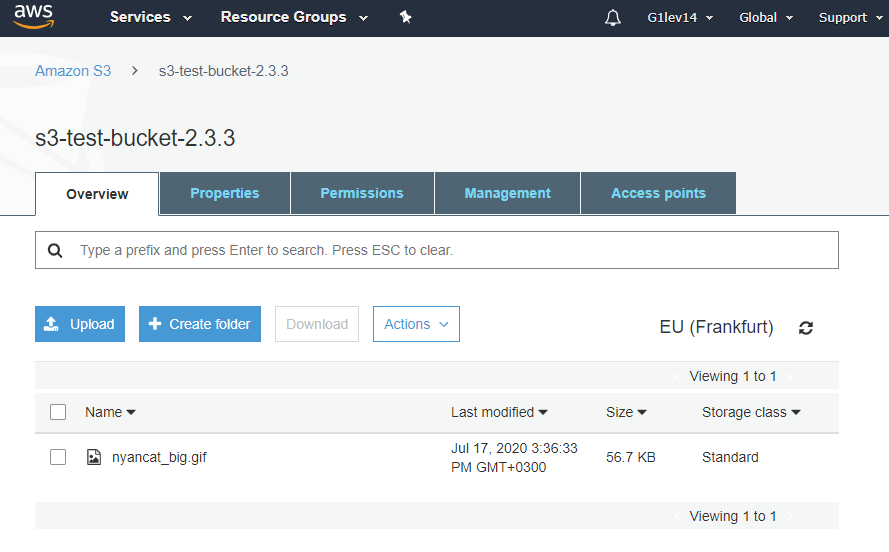 aws Services Resource Groups G1lev14 Global Support
Amazon S3 > s3-test-bucket-2.3.3
s3-test-bucket-2.3.3
Overview Properties Permissions Management Access points
Type a prefix and press Enter to search. Press ESC to clear.
Upload Create folder Download Actions EU (Frankfurt)
Viewing 1 to 1
Name Last modified Size Storage class
nyancat_big.gif Jul 17, 2020 3:36:33 56.7 KB Standard
PM GMT+0300
Viewing 1 to 1